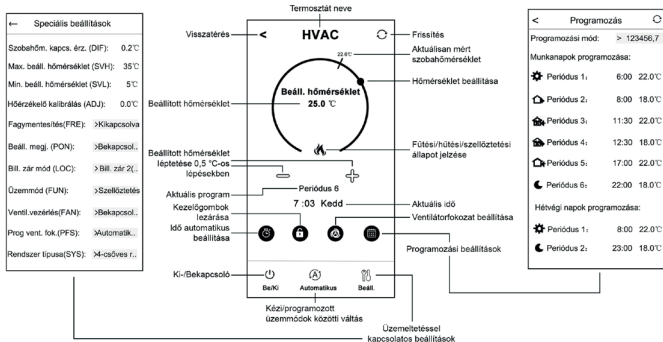 ← Speciális beállítások
Szobahőm. kapcs. érz. (DIF): 0.2℃
Max. beáll. hőmérséklet (SVH): 35℃
Min. beáll. hőmérséklet (SVL): 5℃
Hőérzékelő kalibrálás (ADJ): 0.0℃
Fagymentesítés(FRE): >Kikapcsolva
Beáll. megj. (PON): >Bekapcsol..
Bill. zár mód (LOC): >Bill. zár 2(..
Üzemmód (FUN): >Szellőztetés
Ventil.vezérlés(FAN): >Bekapcsol..
Prog vent. fok.(PFS): >Automatik..
Rendszer típusa(SYS): >4-csöves r..
Termosztát neve
Visszatérés
< HVAC
Frissítés
22.6℃
Aktuálisan mért
szobahőmérséklet
Hőmérséklet beállítása
Beáll. hőmérséklet
25.0 ℃
Beállított hőmérséklet
Fűtési/hűtési/szellőztetési
állapot jelzése
Beállított hőmérséklet
léptetése 0,5 °C-os
lépésekben
Aktuális program
Periódus 6
7 :03 Kedd
Aktuális idő
Kezelőgombok
lezárása
Ventilátorfokozat beállítása
Idő automatikus
beállítása
Programozási beállítások
Ki-/Bekapcsoló
Be/Ki
Automatikus
Beáll.
Kézi/programozott
üzemmódok közötti váltás
Üzemeltetéssel
kapcsolatos beállítások
< Programozás
Programozási mód: > 123456,7
Munkanapok programozása:
Periódus 1: 6:00 22.0℃
Periódus 2: 8:00 18.0℃
Periódus 3: 11:30 22.0℃
Periódus 4: 12:30 18.0℃
Periódus 5: 17:00 22.0℃
Periódus 6: 22:00 18.0℃
Hétvégi napok programozása:
Periódus 1: 8:00 22.0℃
Periódus 2: 23:00 18.0℃